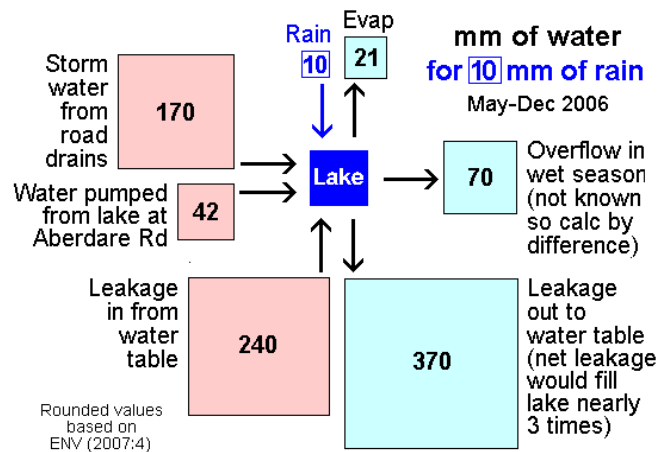 Evap
mm of water
Rain
for 10 mm of rain
10
21
May-Dec 2006
Storm
water
from
road
drains
170
Water pumped
from lake at
Aberdare Rd
42
Lake
70
Overflow in
wet season
(not known
so calc by
difference)
Leakage
in from
water
table
240
370
Leakage
out to
water table
(net leakage
would fill
lake nearly
3 times)
Rounded values
based on
ENV (2007:4)